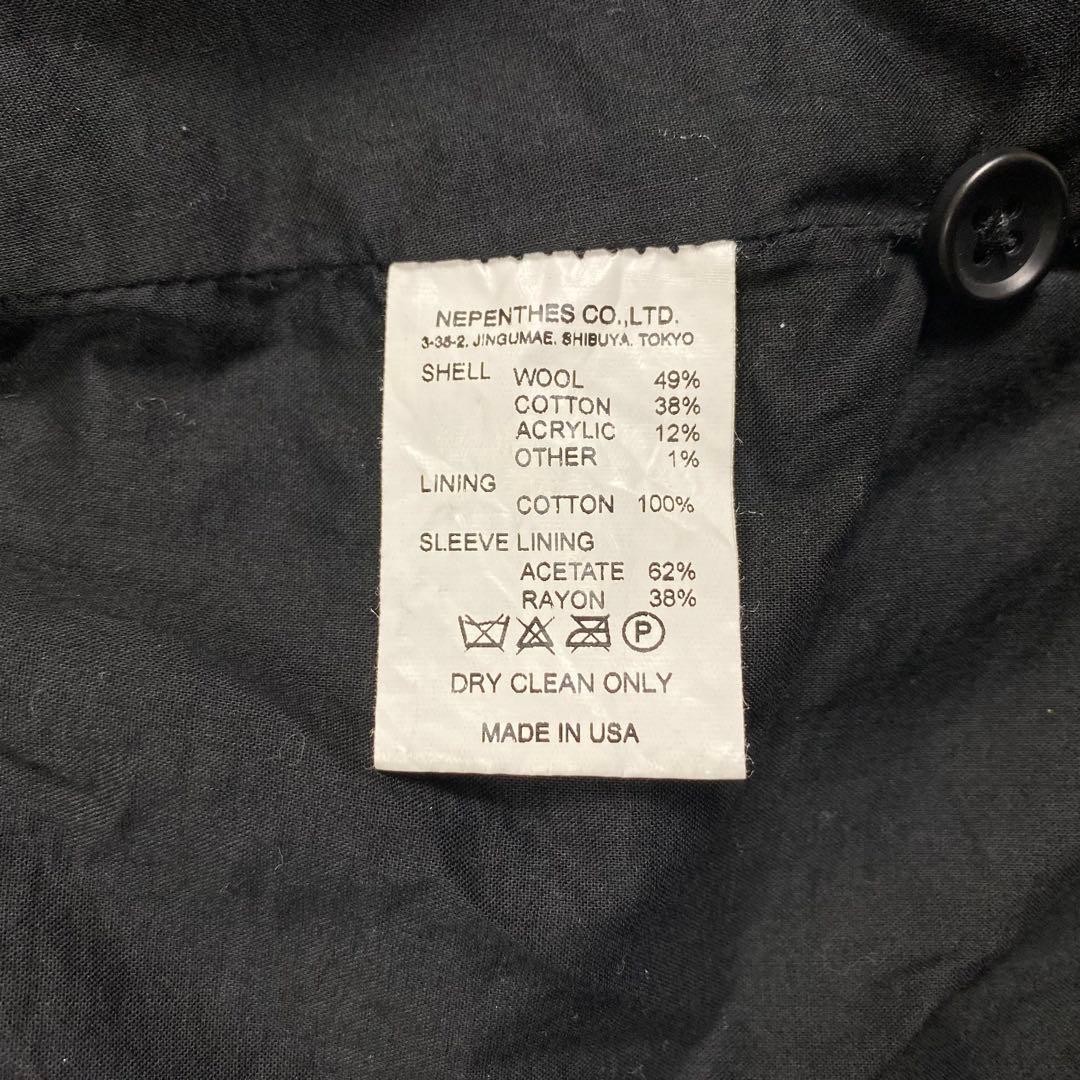 NEPENTHES CO.,LTD.
3-36-2, JINGUMAE, SHIBUYA, TOKYO
SHELL WOOL 49%
COTTON 38%
ACRYLIC 12%
OTHER 1%
LINING
COTTON 100%
SLEEVE LINING
ACETATE 62%
RAYON 38%
P
DRY CLEAN ONLY
MADE IN USA